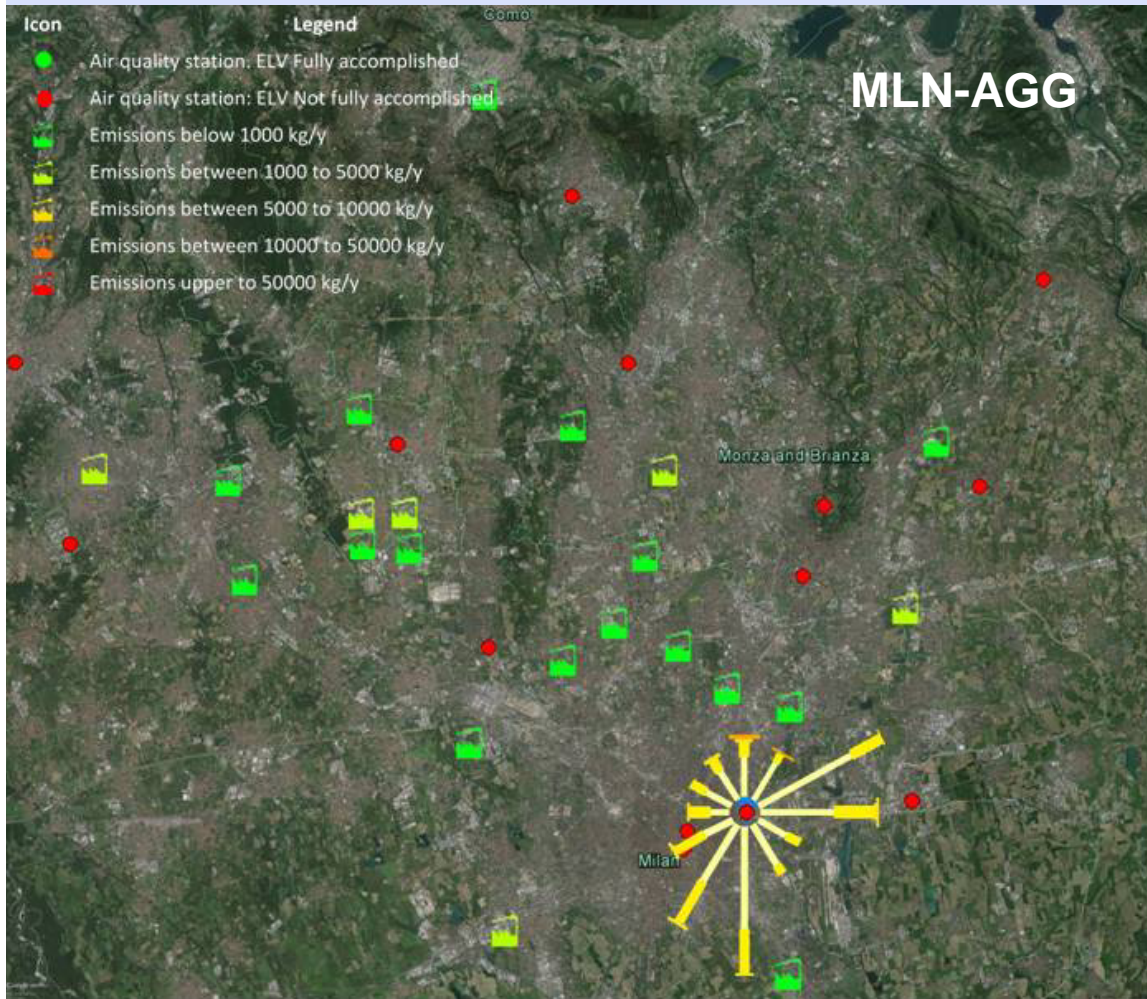 Como
Icon Legend
MLN-AGG
Air quality station. ELV Fully accomplished
Air quality station: ELV Not fully accomplished
Emissions below 1000 kg/y
Emissions between 1000 to 5000 kg/y
Emissions between 5000 to 10000 kg/y
Emissions between 10000 to 50000 kg/y
Emissions upper to 50000 kg/y
Monza and Brianza
Milan